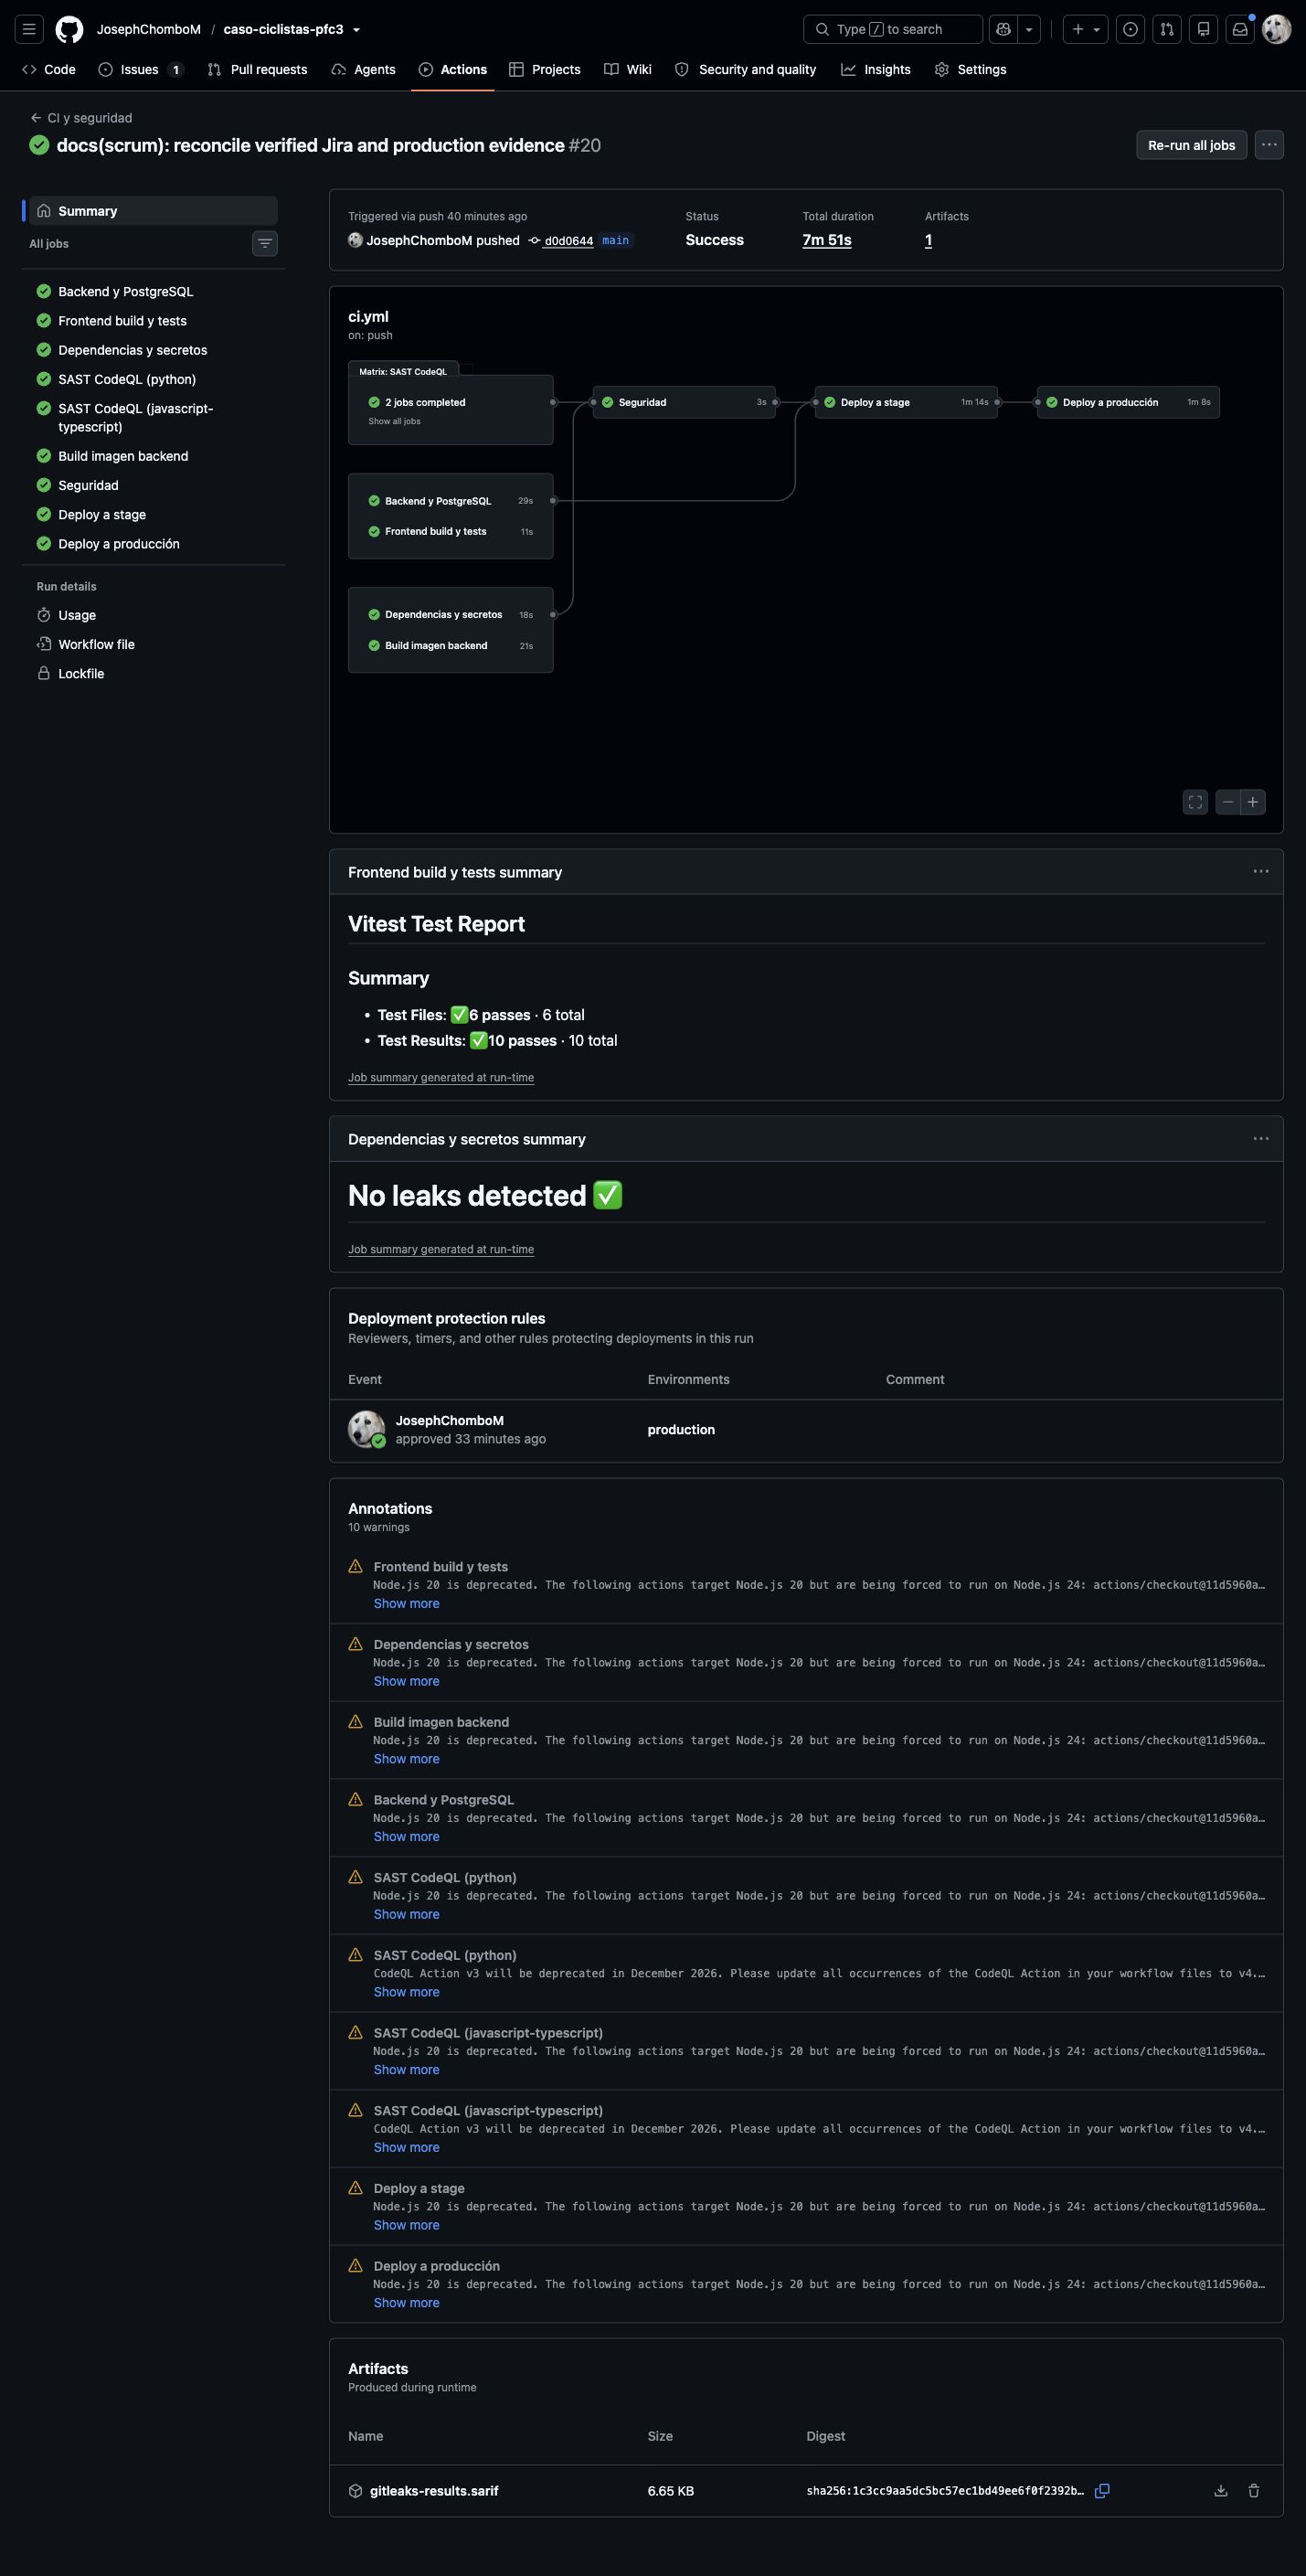 JosephChomboM / caso-ciclistas-pfc3
Type / to search
Code
Issues 1
Pull requests
Agents
Actions
Projects
Wiki
Security and quality
Insights
Settings
CI y seguridad
docs(scrum): reconcile verified Jira and production evidence #20
Re-run all jobs
Summary
All jobs
Backend y PostgreSQL
Frontend build y tests
Dependencias y secretos
SAST CodeQL (python)
SAST CodeQL (javascript-
typescript)
Build imagen backend
Seguridad
Deploy a stage
Deploy a producción
Run details
Usage
Workflow file
Lockfile
Triggered via push 40 minutes ago
JosephChomboM pushed d0d0644 main
Status
Success
Total duration
7m 51s
Artifacts
1
ci.yml
on: push
Matrix: SAST CodeQL
2 jobs completed
Show all jobs
Backend y PostgreSQL 29s
Frontend build y tests 11s
Dependencias y secretos 18s
Build imagen backend 21s
Seguridad 3s
Deploy a stage 1m 14s
Deploy a producción 1m 8s
Frontend build y tests summary
Vitest Test Report
Summary
• Test Files: ✅6 passes · 6 total
• Test Results: ✅10 passes · 10 total
Job summary generated at run-time
Dependencias y secretos summary
No leaks detected ✅
Job summary generated at run-time
Deployment protection rules
Reviewers, timers, and other rules protecting deployments in this run
Event Environments Comment
JosephChomboM
approved 33 minutes ago
production
Annotations
10 warnings
Frontend build y tests
Node.js 20 is deprecated. The following actions target Node.js 20 but are being forced to run on Node.js 24: actions/checkout@11d5960a…
Show more
Dependencias y secretos
Node.js 20 is deprecated. The following actions target Node.js 20 but are being forced to run on Node.js 24: actions/checkout@11d5960a…
Show more
Build imagen backend
Node.js 20 is deprecated. The following actions target Node.js 20 but are being forced to run on Node.js 24: actions/checkout@11d5960a…
Show more
Backend y PostgreSQL
Node.js 20 is deprecated. The following actions target Node.js 20 but are being forced to run on Node.js 24: actions/checkout@11d5960a…
Show more
SAST CodeQL (python)
Node.js 20 is deprecated. The following actions target Node.js 20 but are being forced to run on Node.js 24: actions/checkout@11d5960a…
Show more
SAST CodeQL (python)
CodeQL Action v3 will be deprecated in December 2026. Please update all occurrences of the CodeQL Action in your workflow files to v4.…
Show more
SAST CodeQL (javascript-typescript)
Node.js 20 is deprecated. The following actions target Node.js 20 but are being forced to run on Node.js 24: actions/checkout@11d5960a…
Show more
SAST CodeQL (javascript-typescript)
CodeQL Action v3 will be deprecated in December 2026. Please update all occurrences of the CodeQL Action in your workflow files to v4.…
Show more
Deploy a stage
Node.js 20 is deprecated. The following actions target Node.js 20 but are being forced to run on Node.js 24: actions/checkout@11d5960a…
Show more
Deploy a producción
Node.js 20 is deprecated. The following actions target Node.js 20 but are being forced to run on Node.js 24: actions/checkout@11d5960a…
Show more
Artifacts
Produced during runtime
Name Size Digest
gitleaks-results.sarif 6.65 KB sha256:1c3cc9aa5dc5bc57ec1bd49ee6f0f2392b…